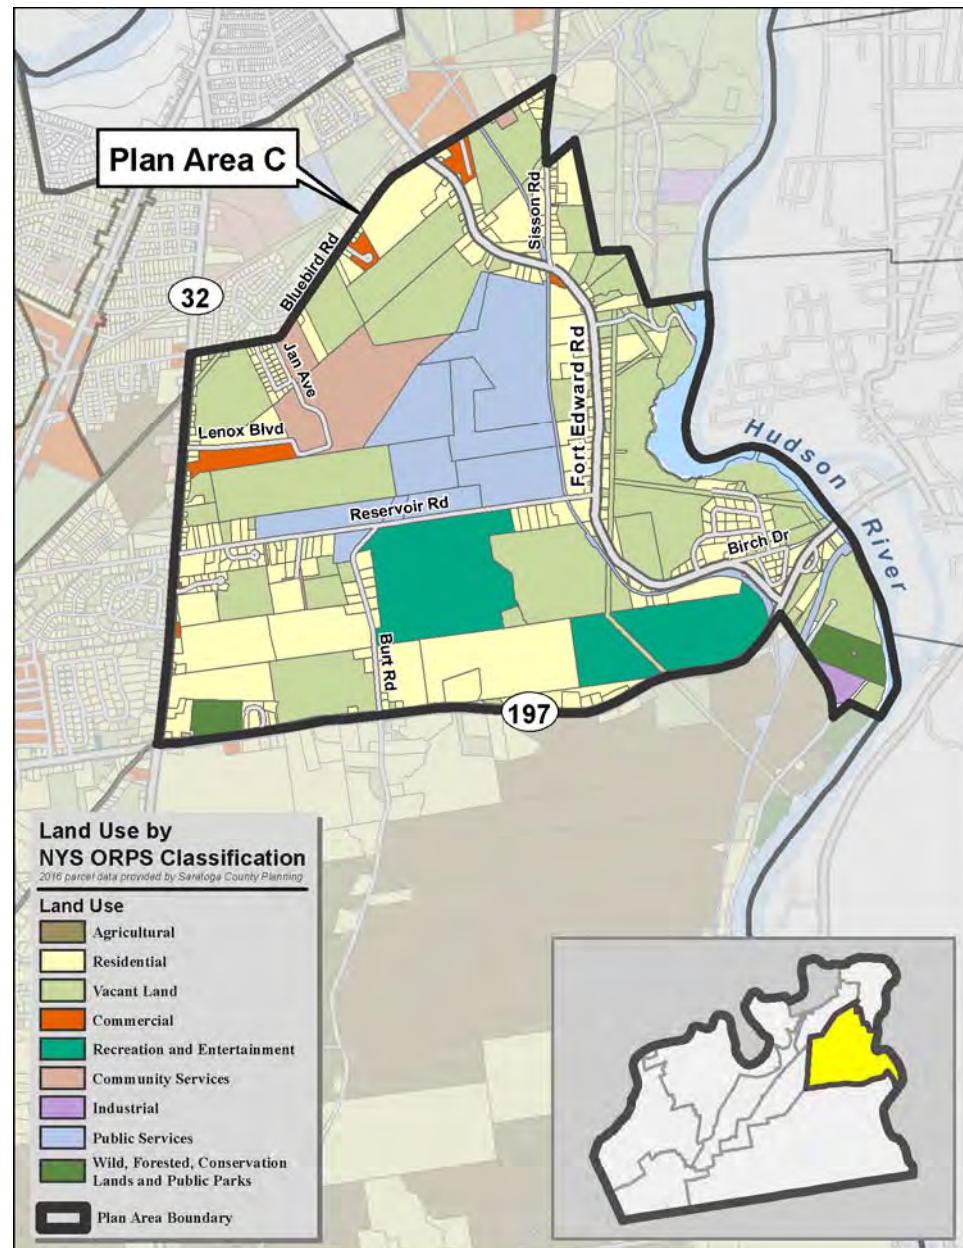 Plan Area C
32
Bluebird Rd
Sisson Rd
Jan Ave
Lenox Blvd
Fort Edward Rd
Reservoir Rd
Hudson
River
Birch Dr
Burt Rd
197
Land Use by
NYS ORPS Classification
2016 parcel data provided by Saratoga County Planning
Land Use
Agricultural
Residential
Vacant Land
Commercial
Recreation and Entertainment
Community Services
Industrial
Public Services
Wild, Forested, Conservation
Lands and Public Parks
Plan Area Boundary